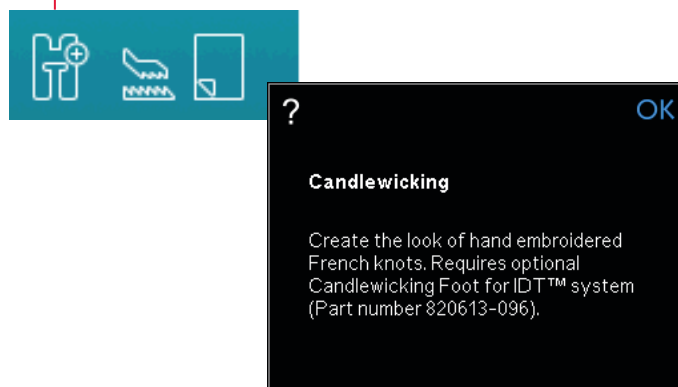 ? OK
Candlewicking
Create the look of hand embroidered
French knots. Requires optional
Candlewicking Foot for IDT™ system
(Part number 820613-096).